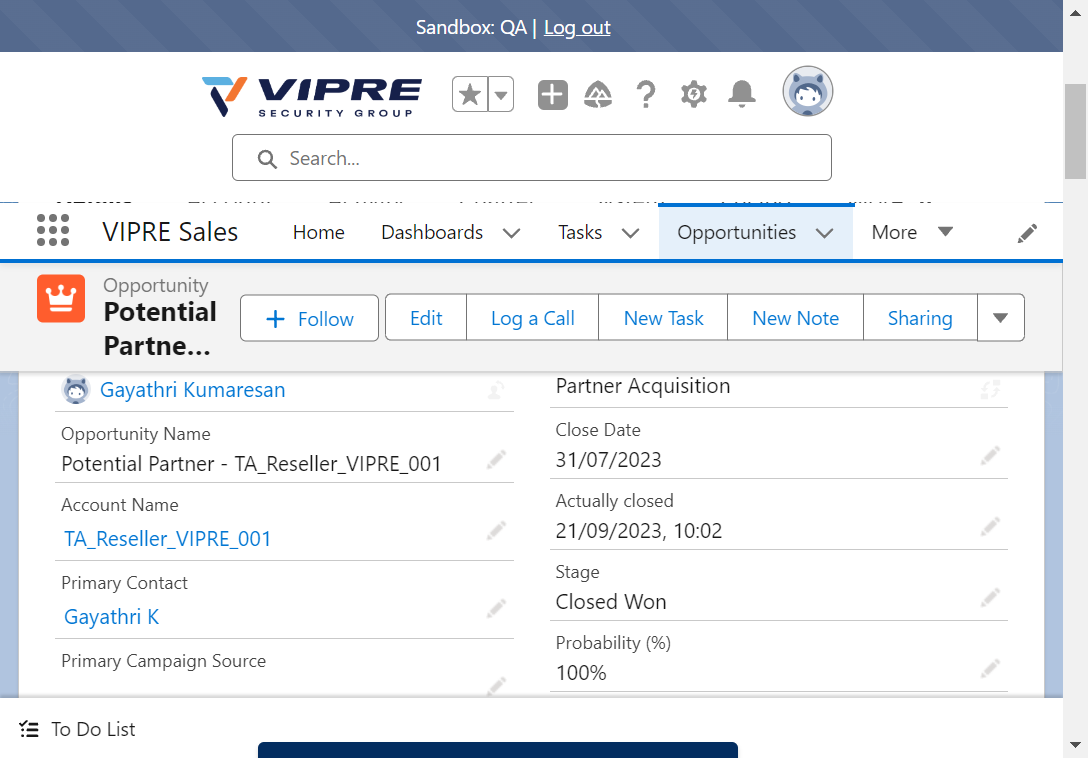 Sandbox: QA | Log out
VIPRE
SECURITY GROUP
Search...
VIPRE Sales
Home
Dashboards
Tasks
Opportunities
More
Opportunity
Potential
Partne...
Follow
Edit
Log a Call
New Task
New Note
Sharing
Gayathri Kumaresan
Opportunity Name
Potential Partner - TA_Reseller_VIPRE_001
Account Name
TA_Reseller_VIPRE_001
Primary Contact
Gayathri K
Primary Campaign Source
Partner Acquisition
Close Date
31/07/2023
Actually closed
21/09/2023, 10:02
Stage
Closed Won
Probability (%)
100%
To Do List